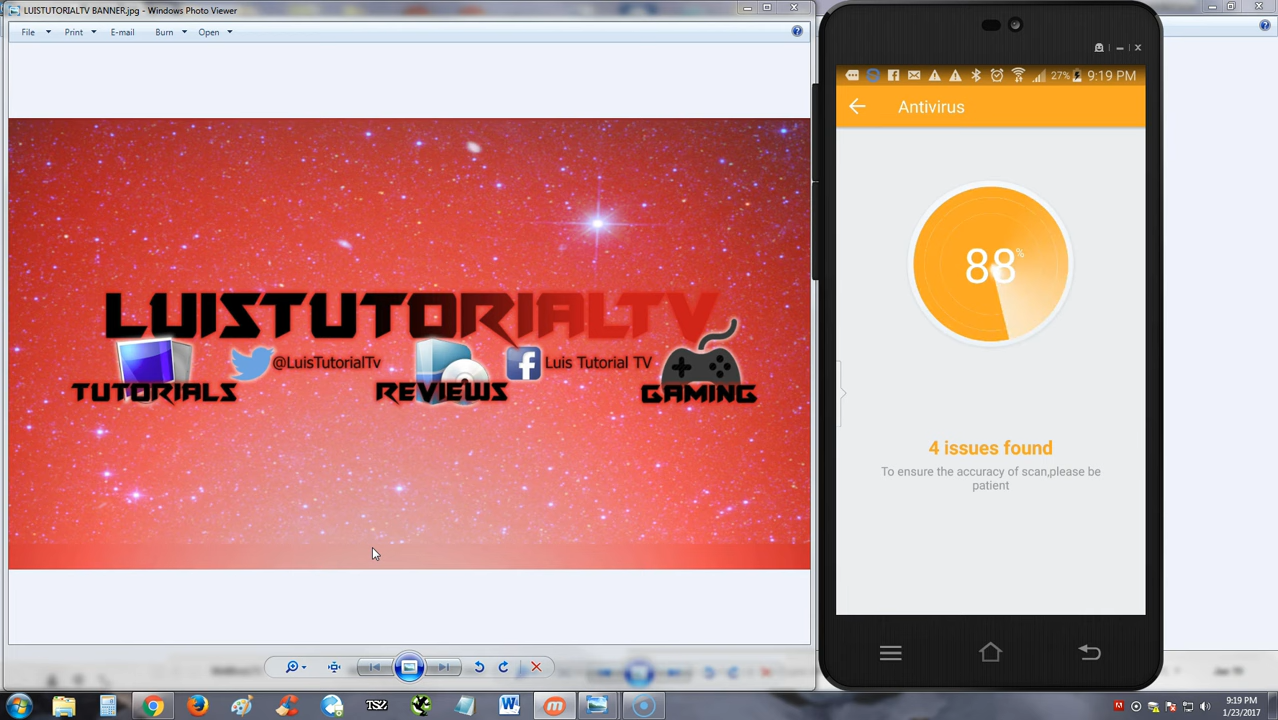 LUISTUTORIALTV BANNER.jpg - Windows Photo Viewer
File Print E-mail Burn Open
LUISTUTORIALTV
@LuisTutorialTv Luis Tutorial TV
TUTORIALS REVIEWS GAMING
27% 9:19 PM
Antivirus
88%
4 issues found
To ensure the accuracy of scan,please be
patient
TSZ W m
9:19 PM
1/23/2017